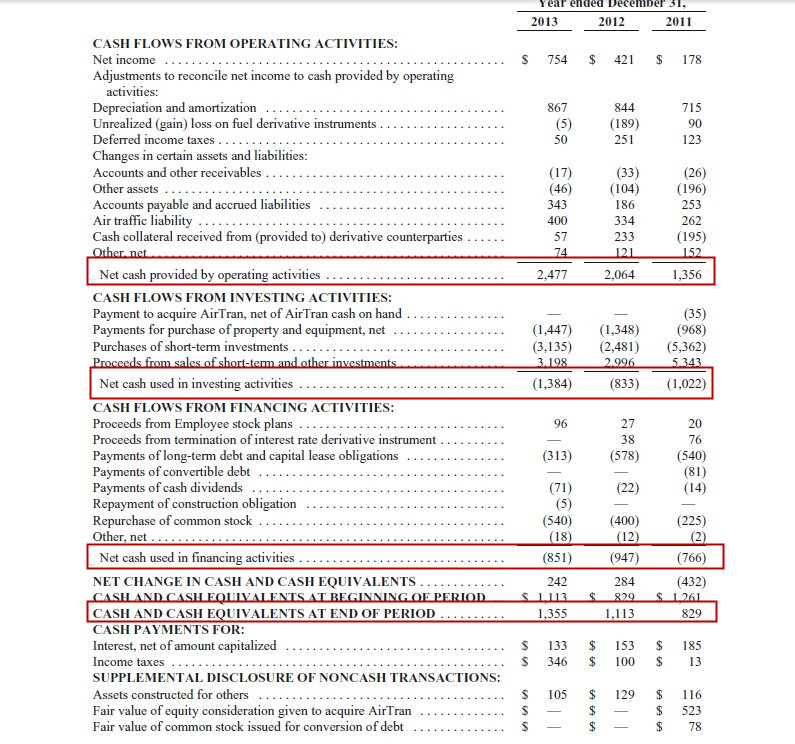 Year ended December 31,
2013 2012 2011
CASH FLOWS FROM OPERATING ACTIVITIES:
Net income $ 754 $ 421 $ 178
Adjustments to reconcile net income to cash provided by operating
activities:
Depreciation and amortization 867 844 715
Unrealized (gain) loss on fuel derivative instruments (5) (189) 90
Deferred income taxes 50 251 123
Changes in certain assets and liabilities:
Accounts and other receivables (17) (33) (26)
Other assets (46) (104) (196)
Accounts payable and accrued liabilities 343 186 253
Air traffic liability 400 334 262
Cash collateral received from (provided to) derivative counterparties 57 233 (195)
Other, net 74 121 152
Net cash provided by operating activities 2,477 2,064 1,356
CASH FLOWS FROM INVESTING ACTIVITIES:
Payment to acquire AirTran, net of AirTran cash on hand — — (35)
Payments for purchase of property and equipment, net (1,447) (1,348) (968)
Purchases of short-term investments (3,135) (2,481) (5,362)
Proceeds from sales of short-term and other investments 3,198 2,996 5,343
Net cash used in investing activities (1,384) (833) (1,022)
CASH FLOWS FROM FINANCING ACTIVITIES:
Proceeds from Employee stock plans 96 27 20
Proceeds from termination of interest rate derivative instrument — 38 76
Payments of long-term debt and capital lease obligations (313) (578) (540)
Payments of convertible debt — — (81)
Payments of cash dividends (71) (22) (14)
Repayment of construction obligation (5) — —
Repurchase of common stock (540) (400) (225)
Other, net (18) (12) (2)
Net cash used in financing activities (851) (947) (766)
NET CHANGE IN CASH AND CASH EQUIVALENTS 242 284 (432)
CASH AND CASH EQUIVALENTS AT BEGINNING OF PERIOD $ 1,113 $ 829 $ 1,261
CASH AND CASH EQUIVALENTS AT END OF PERIOD 1,355 1,113 829
CASH PAYMENTS FOR:
Interest, net of amount capitalized $ 133 $ 153 $ 185
Income taxes $ 346 $ 100 $ 13
SUPPLEMENTAL DISCLOSURE OF NONCASH TRANSACTIONS:
Assets constructed for others $ 105 $ 129 $ 116
Fair value of equity consideration given to acquire AirTran $ — $ — $ 523
Fair value of common stock issued for conversion of debt $ — $ — $ 78